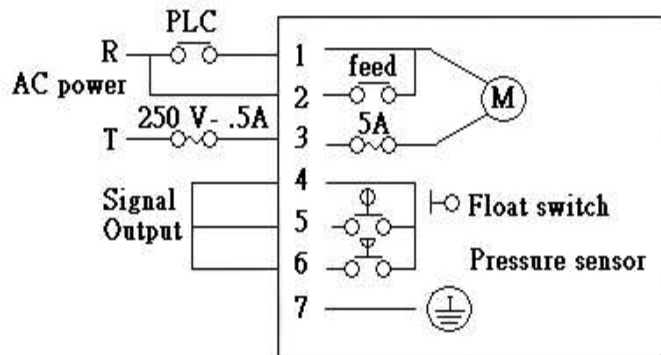 PLC
R
AC power
T
250 V- .5A
1
2
3
feed
5A
M
Signal
Output
4
5
6
7
Float switch
Pressure sensor